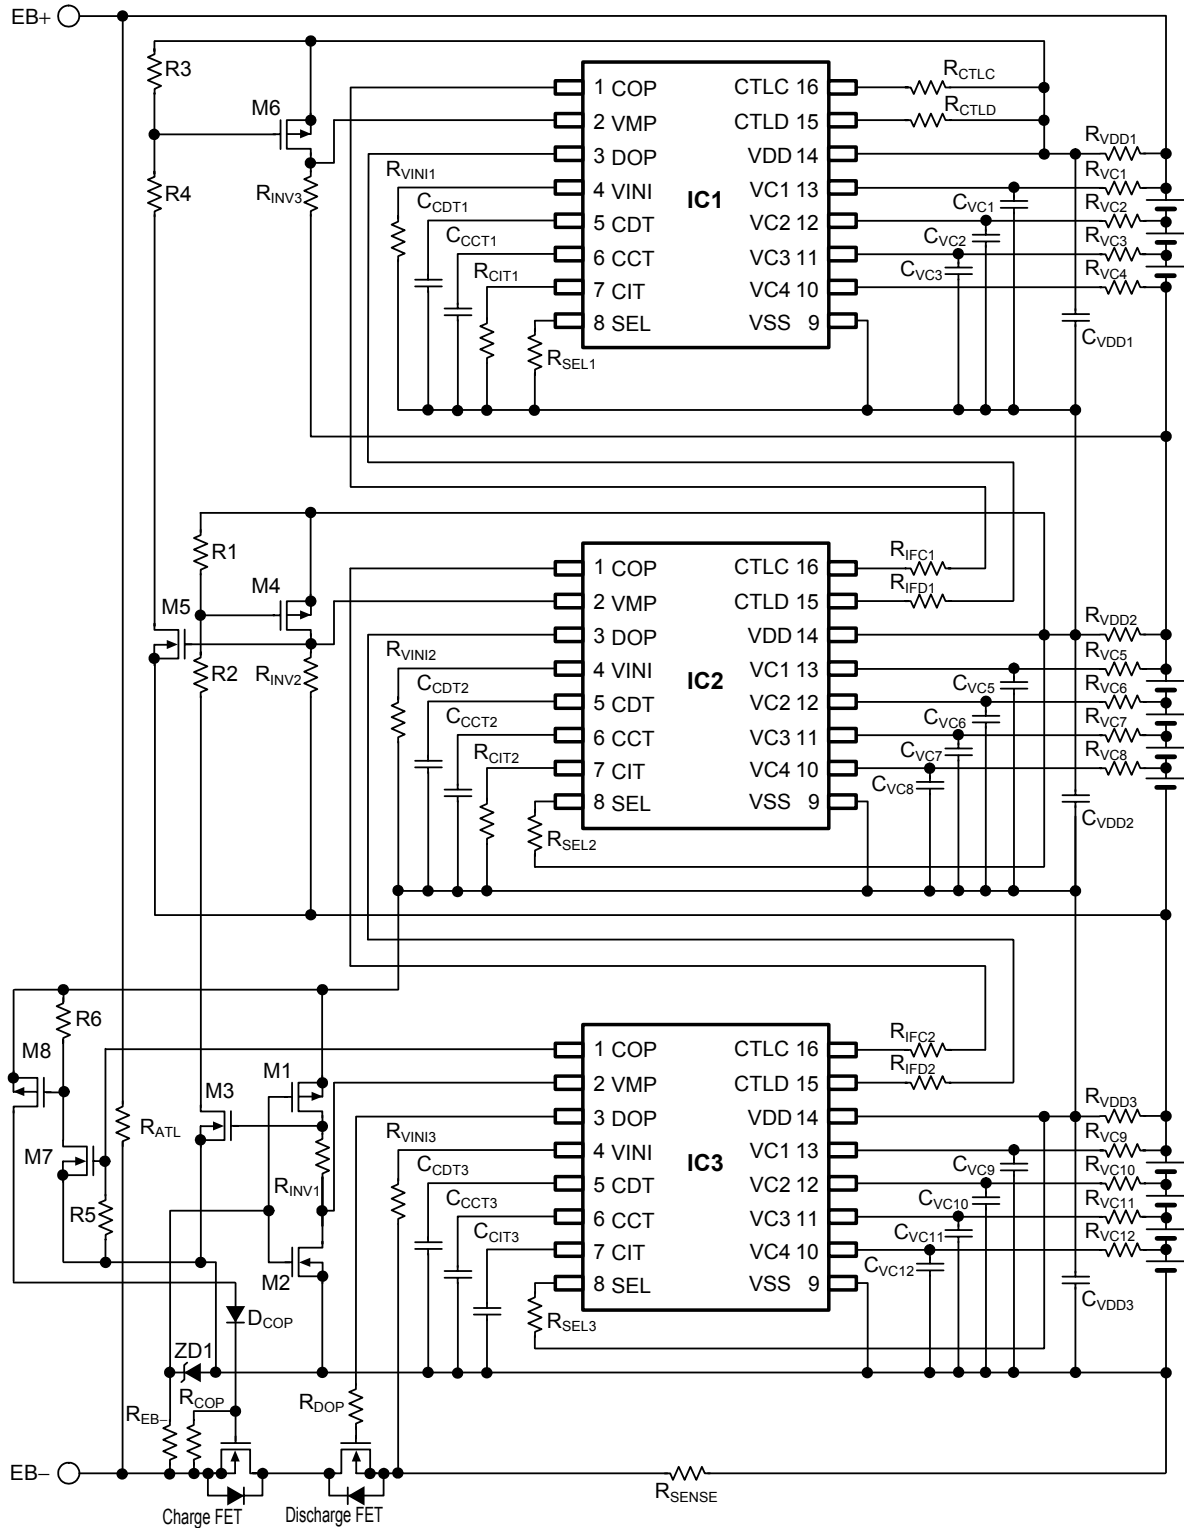 EB+
R3
M6
R4
RINV3
RVINI1
CCDT1
CCCT1
RCIT1
RSEL1
1 COP
2 VMP
3 DOP
4 VINI
5 CDT
6 CCT
7 CIT
8 SEL
IC1
CTLC 16
CTLD 15
VDD 14
VC1 13
VC2 12
VC3 11
VC4 10
VSS 9
RCTLC
RCTLD
RVDD1
RVC1
RVC2
RVC3
RVC4
CVC1
CVC2
CVC3
CVDD1
R1
M4
M5
R2
RINV2
RVINI2
CCDT2
CCCT2
RCIT2
RSEL2
1 COP
2 VMP
3 DOP
4 VINI
5 CDT
6 CCT
7 CIT
8 SEL
IC2
CTLC 16
CTLD 15
VDD 14
VC1 13
VC2 12
VC3 11
VC4 10
VSS 9
RIFC1
RIFD1
RVDD2
RVC5
RVC6
RVC7
RVC8
CVC5
CVC6
CVC7
CVC8
CVDD2
R6
M8
M1
M3
RATL
M7
R5
RINV1
M2
RVINI3
CCDT3
CCCT3
CCIT3
RSEL3
1 COP
2 VMP
3 DOP
4 VINI
5 CDT
6 CCT
7 CIT
8 SEL
IC3
CTLC 16
CTLD 15
VDD 14
VC1 13
VC2 12
VC3 11
VC4 10
VSS 9
RIFC2
RIFD2
RVDD3
RVC9
RVC10
RVC11
RVC12
CVC9
CVC10
CVC11
CVC12
CVDD3
DCOP
ZD1
RCOP
REB−
RDOP
EB−
RSENSE
Charge FET
Discharge FET